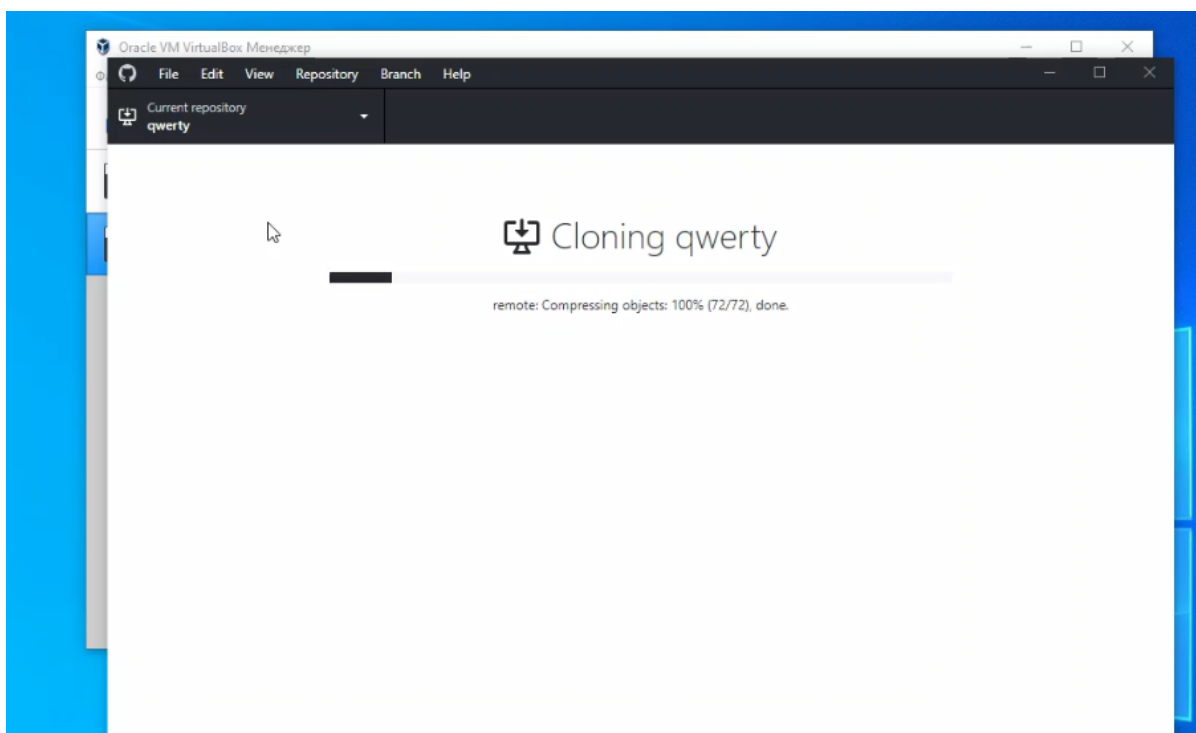 Oracle VM VirtualBox Менеджер
File Edit View Repository Branch Help
Current repository
qwerty
Cloning qwerty
remote: Compressing objects: 100% (72/72), done.